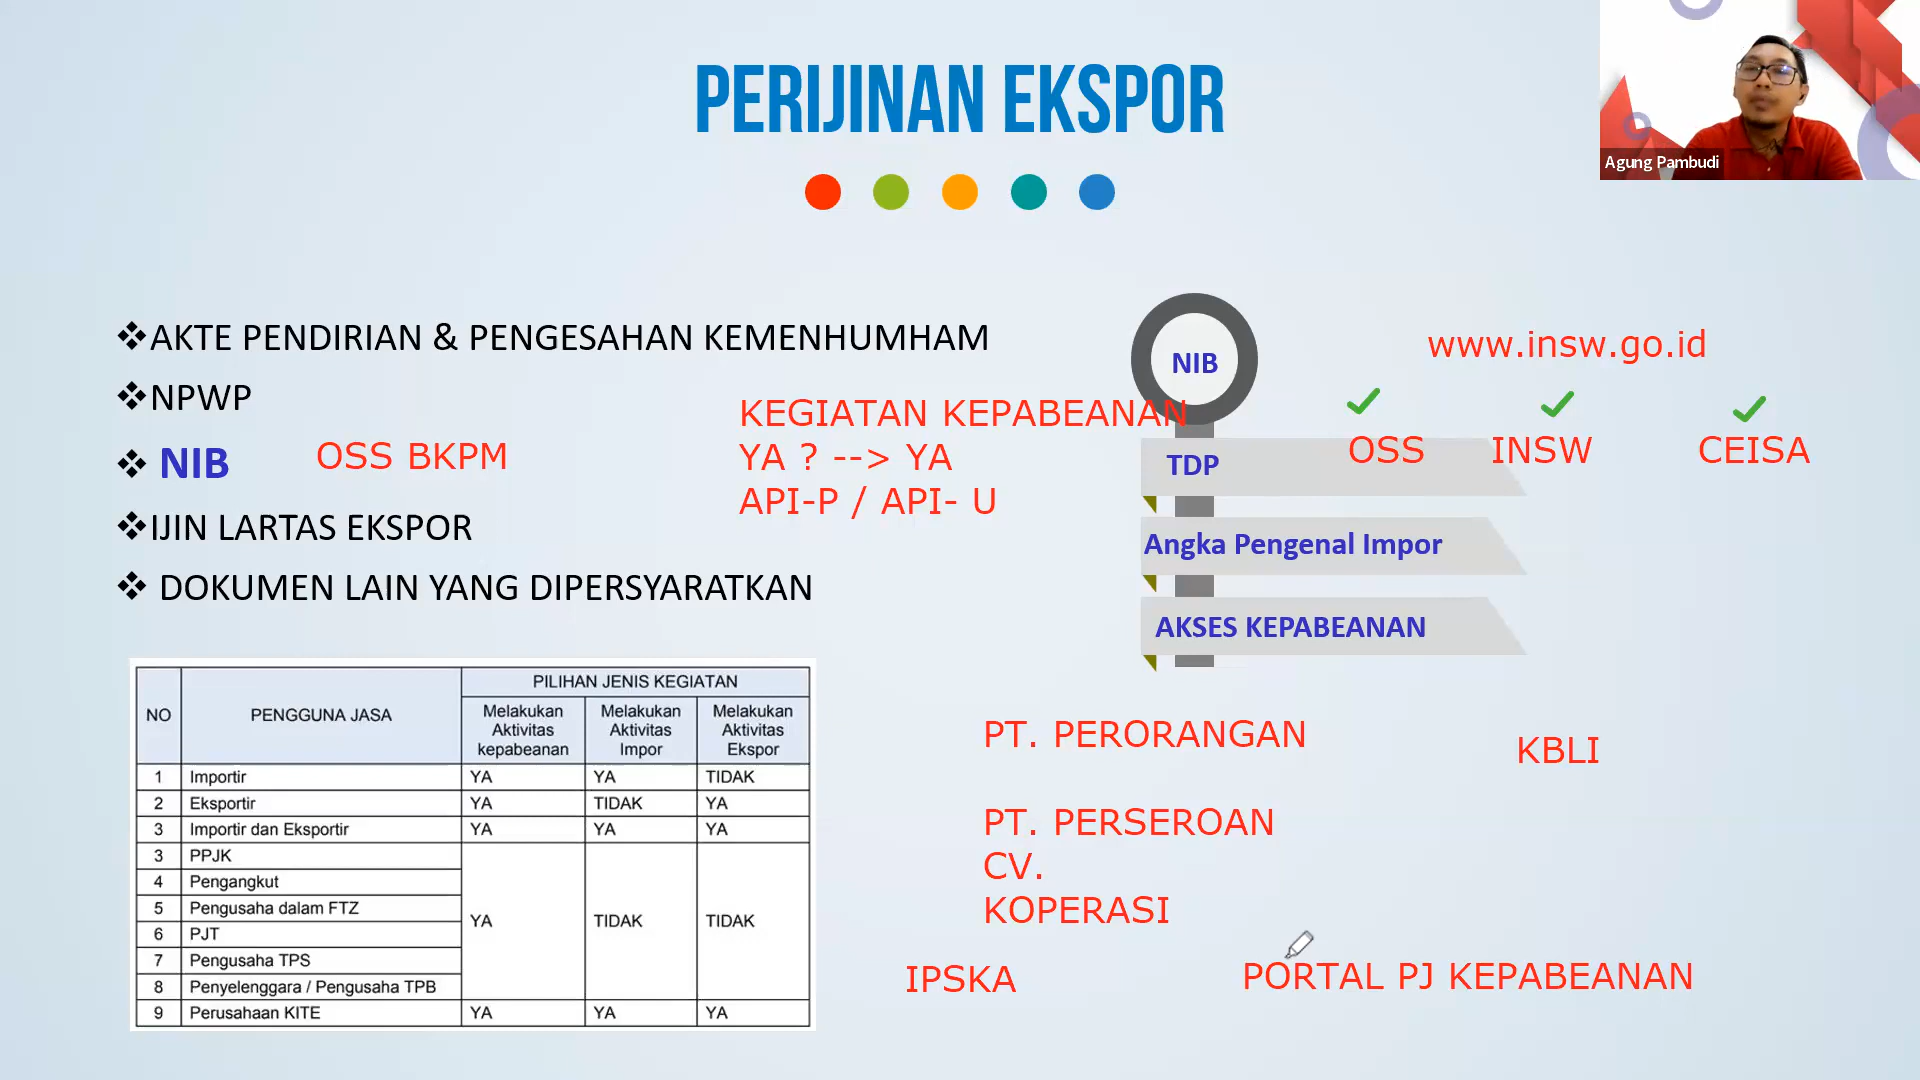 PERIJINAN EKSPOR
Agung Pambudi
❖AKTE PENDIRIAN & PENGESAHAN KEMENHUMHAM
❖NPWP
❖ NIB
OSS BKPM
❖IJIN LARTAS EKSPOR
❖ DOKUMEN LAIN YANG DIPERSYARATKAN
KEGIATAN KEPABEANAN
YA ? --> YA
API-P / API- U
NIB
TDP
Angka Pengenal Impor
AKSES KEPABEANAN
www.insw.go.id
OSS INSW CEISA
NO PENGGUNA JASA PILIHAN JENIS KEGIATAN
Melakukan Aktivitas kepabeanan Melakukan Aktivitas Impor Melakukan Aktivitas Ekspor
1 Importir YA YA TIDAK
2 Eksportir YA TIDAK YA
3 Importir dan Eksportir YA YA YA
3 PPJK
4 Pengangkut
5 Pengusaha dalam FTZ
6 PJT YA TIDAK TIDAK
7 Pengusaha TPS
8 Penyelenggara / Pengusaha TPB
9 Perusahaan KITE YA YA YA
PT. PERORANGAN
KBLI
PT. PERSEROAN
CV.
KOPERASI
IPSKA
PORTAL PJ KEPABEANAN